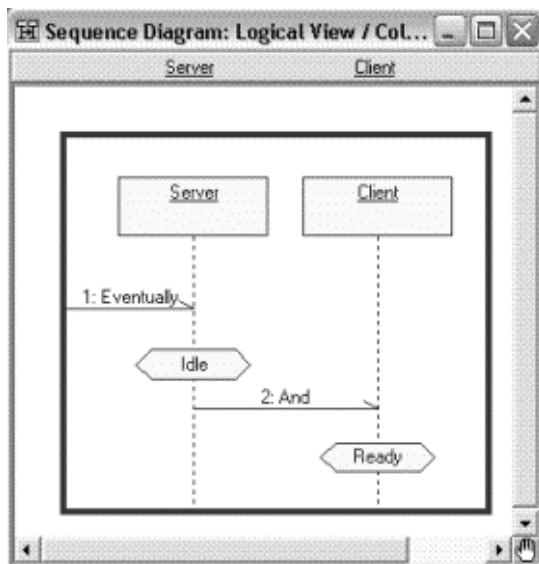 Sequence Diagram: Logical View / Col...
Server Client
Server Client
1: Eventually
Idle
2: And
Ready